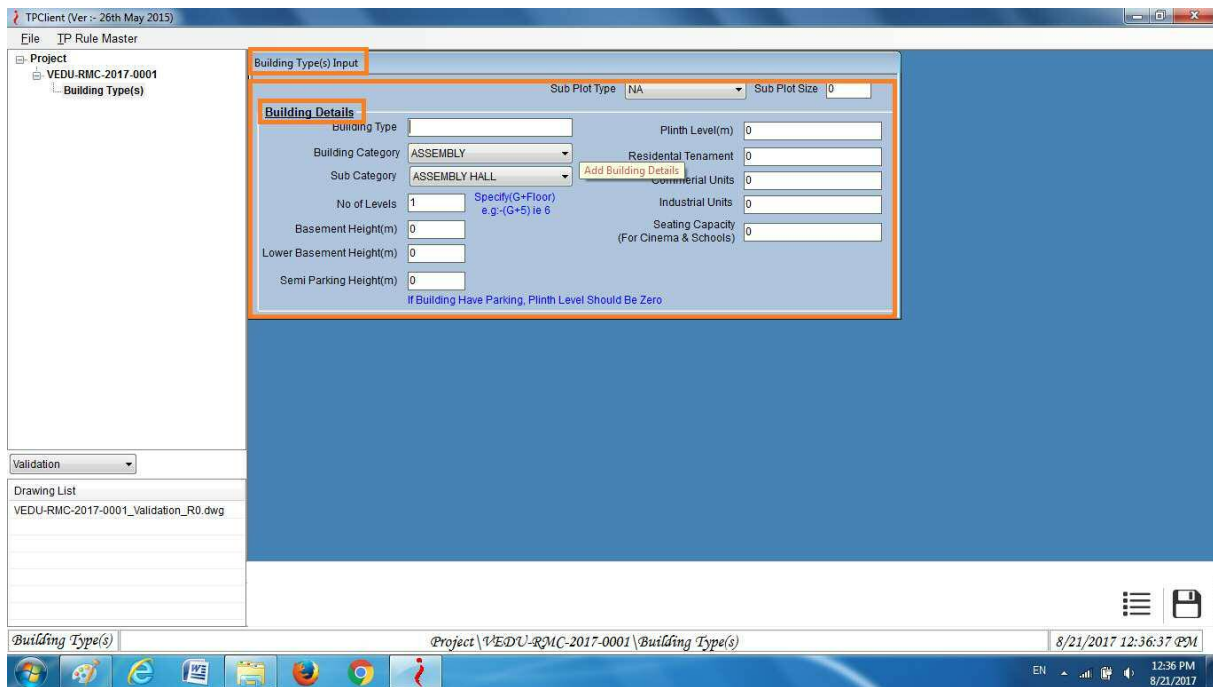 TPClient (Ver :- 26th May 2015)
File TP Rule Master
Project
VEDU-RMC-2017-0001
Building Type(s)
Building Type(s) Input
Sub Plot Type NA Sub Plot Size 0
Building Details
Building Type Plinth Level(m) 0
Building Category ASSEMBLY Residental Tenament 0
Add Building Details
Sub Category ASSEMBLY HALL Commerial Units 0
No of Levels 1 Specify(G+Floor) Industrial Units 0
e.g:-(G+5) ie 6
Basement Height(m) 0 Seating Capacity 0
(For Cinema & Schools)
Lower Basement Height(m) 0
Semi Parking Height(m) 0
If Building Have Parking, Plinth Level Should Be Zero
Validation
Drawing List
VEDU-RMC-2017-0001_Validation_R0.dwg
Building Type(s) Project\VEDU-RMC-2017-0001\Building Type(s) 8/21/2017 12:36:37 PM
EN 12:36 PM
8/21/2017